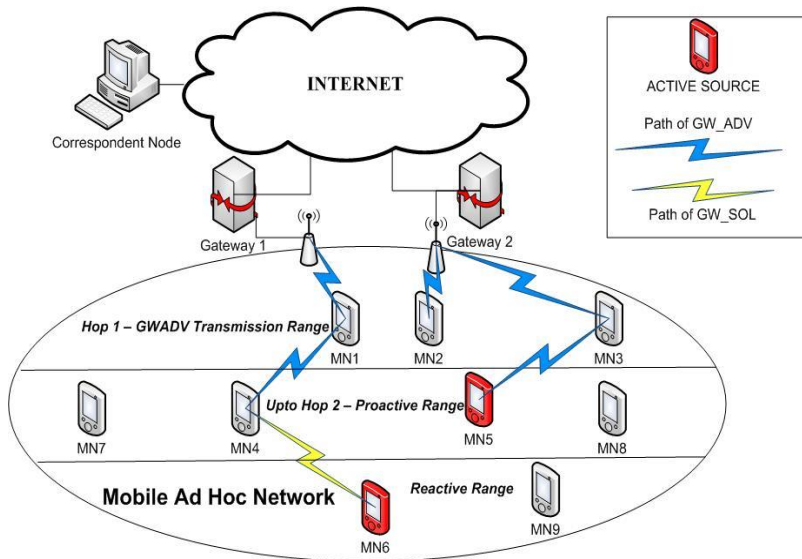 INTERNET
Correspondent Node
ACTIVE SOURCE
Path of GW_ADV
Path of GW_SOL
Gateway 1
Gateway 2
Hop 1 – GWADV Transmission Range
MN1
MN2
MN3
Upto Hop 2 – Proactive Range
MN7
MN4
MN5
MN8
Mobile Ad Hoc Network
Reactive Range
MN6
MN9